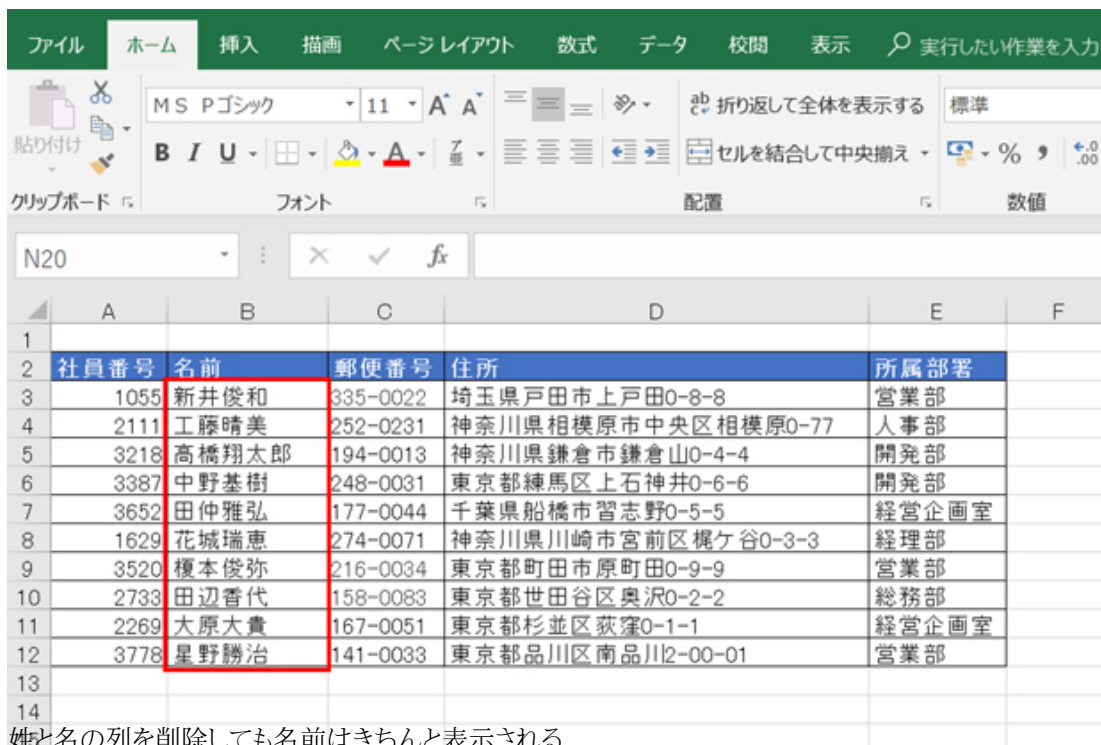 ファイル ホーム 挿入 描画 ページ レイアウト 数式 データ 校閲 表示 実行したい作業を入力
ＭＳ Ｐゴシック 11 A A ab 折り返して全体を表示する 標準
貼り付け B I U A 亜 セルを結合して中央揃え % .00
クリップボード フォント 配置 数値
N20 fx
A B C D E F
1
2 社員番号 名前 郵便番号 住所 所属部署
3 1055 新井俊和 335-0022 埼玉県戸田市上戸田0-8-8 営業部
4 2111 工藤晴美 252-0231 神奈川県相模原市中央区相模原0-77 人事部
5 3218 高橋翔太郎 194-0013 神奈川県鎌倉市鎌倉山0-4-4 開発部
6 3387 中野基樹 248-0031 東京都練馬区上石神井0-6-6 開発部
7 3652 田仲雅弘 177-0044 千葉県船橋市習志野0-5-5 経営企画室
8 1629 花城瑞恵 274-0071 神奈川県川崎市宮前区梶ケ谷0-3-3 経理部
9 3520 榎本俊弥 216-0034 東京都町田市原町田0-9-9 営業部
10 2733 田辺香代 158-0083 東京都世田谷区奥沢0-2-2 総務部
11 2269 大原大貴 167-0051 東京都杉並区荻窪0-1-1 経営企画室
12 3778 星野勝治 141-0033 東京都品川区南品川2-00-01 営業部
13
14
姓と名の列を削除しても名前はきちんと表示される